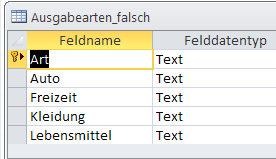 Ausgabearten_falsch
Feldname Felddatentyp
Art Text
Auto Text
Freizeit Text
Kleidung Text
Lebensmittel Text